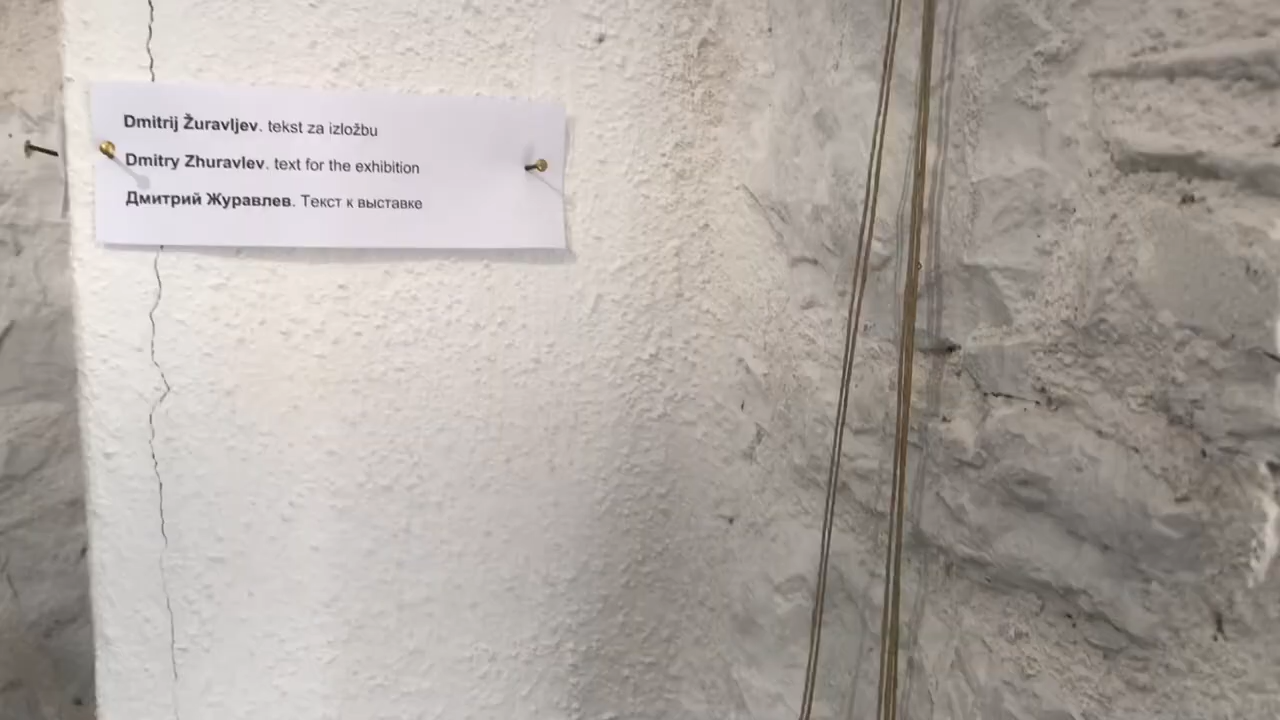 Dmitrij Žuravljev. tekst za izložbu
Dmitry Zhuravlev. text for the exhibition
Дмитрий Журавлев. Текст к выставке